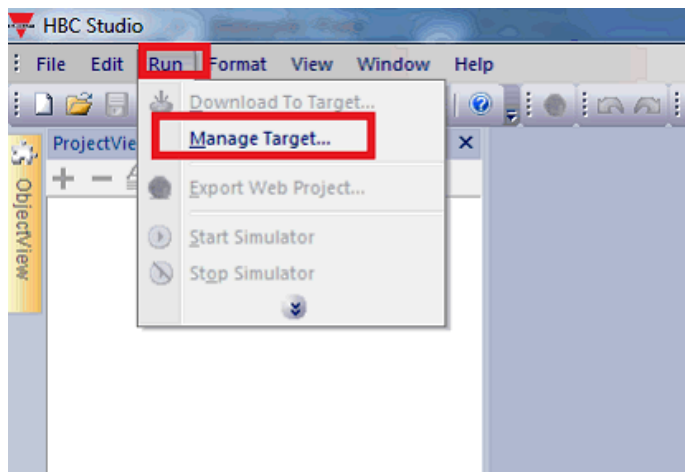 HBC Studio
File Edit Run Format View Window Help
Download To Target...
ProjectVie
Manage Target...
ObjectView
Export Web Project...
Start Simulator
Stop Simulator